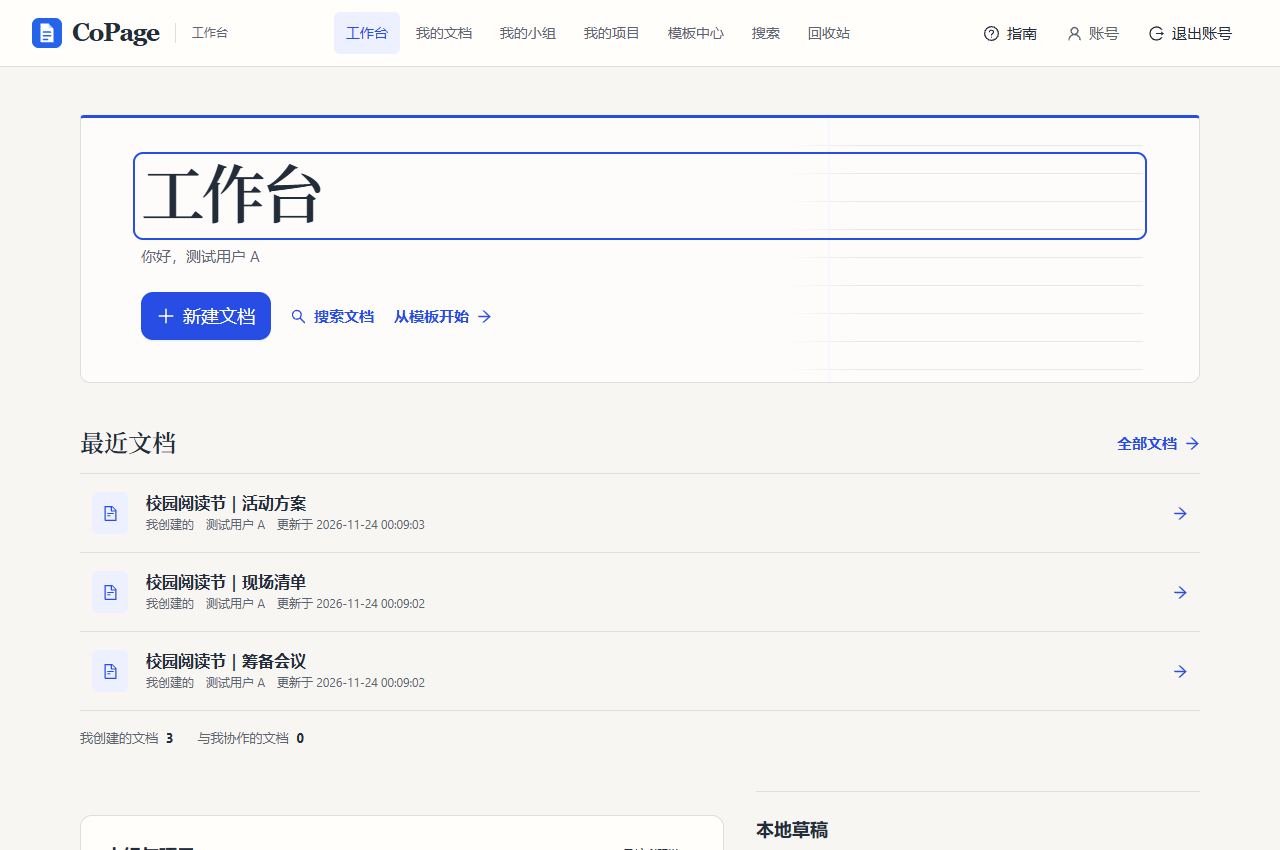 CoPage 工作台 工作台 我的文档 我的小组 我的项目 模板中心 搜索 回收站 指南 账号 退出账号
工作台
你好，测试用户 A
新建文档 搜索文档 从模板开始
最近文档 全部文档
校园阅读节 | 活动方案
我创建的 测试用户 A 更新于 2026-11-24 00:09:03
校园阅读节 | 现场清单
我创建的 测试用户 A 更新于 2026-11-24 00:09:02
校园阅读节 | 筹备会议
我创建的 测试用户 A 更新于 2026-11-24 00:09:02
我创建的文档 3 与我协作的文档 0
本地草稿